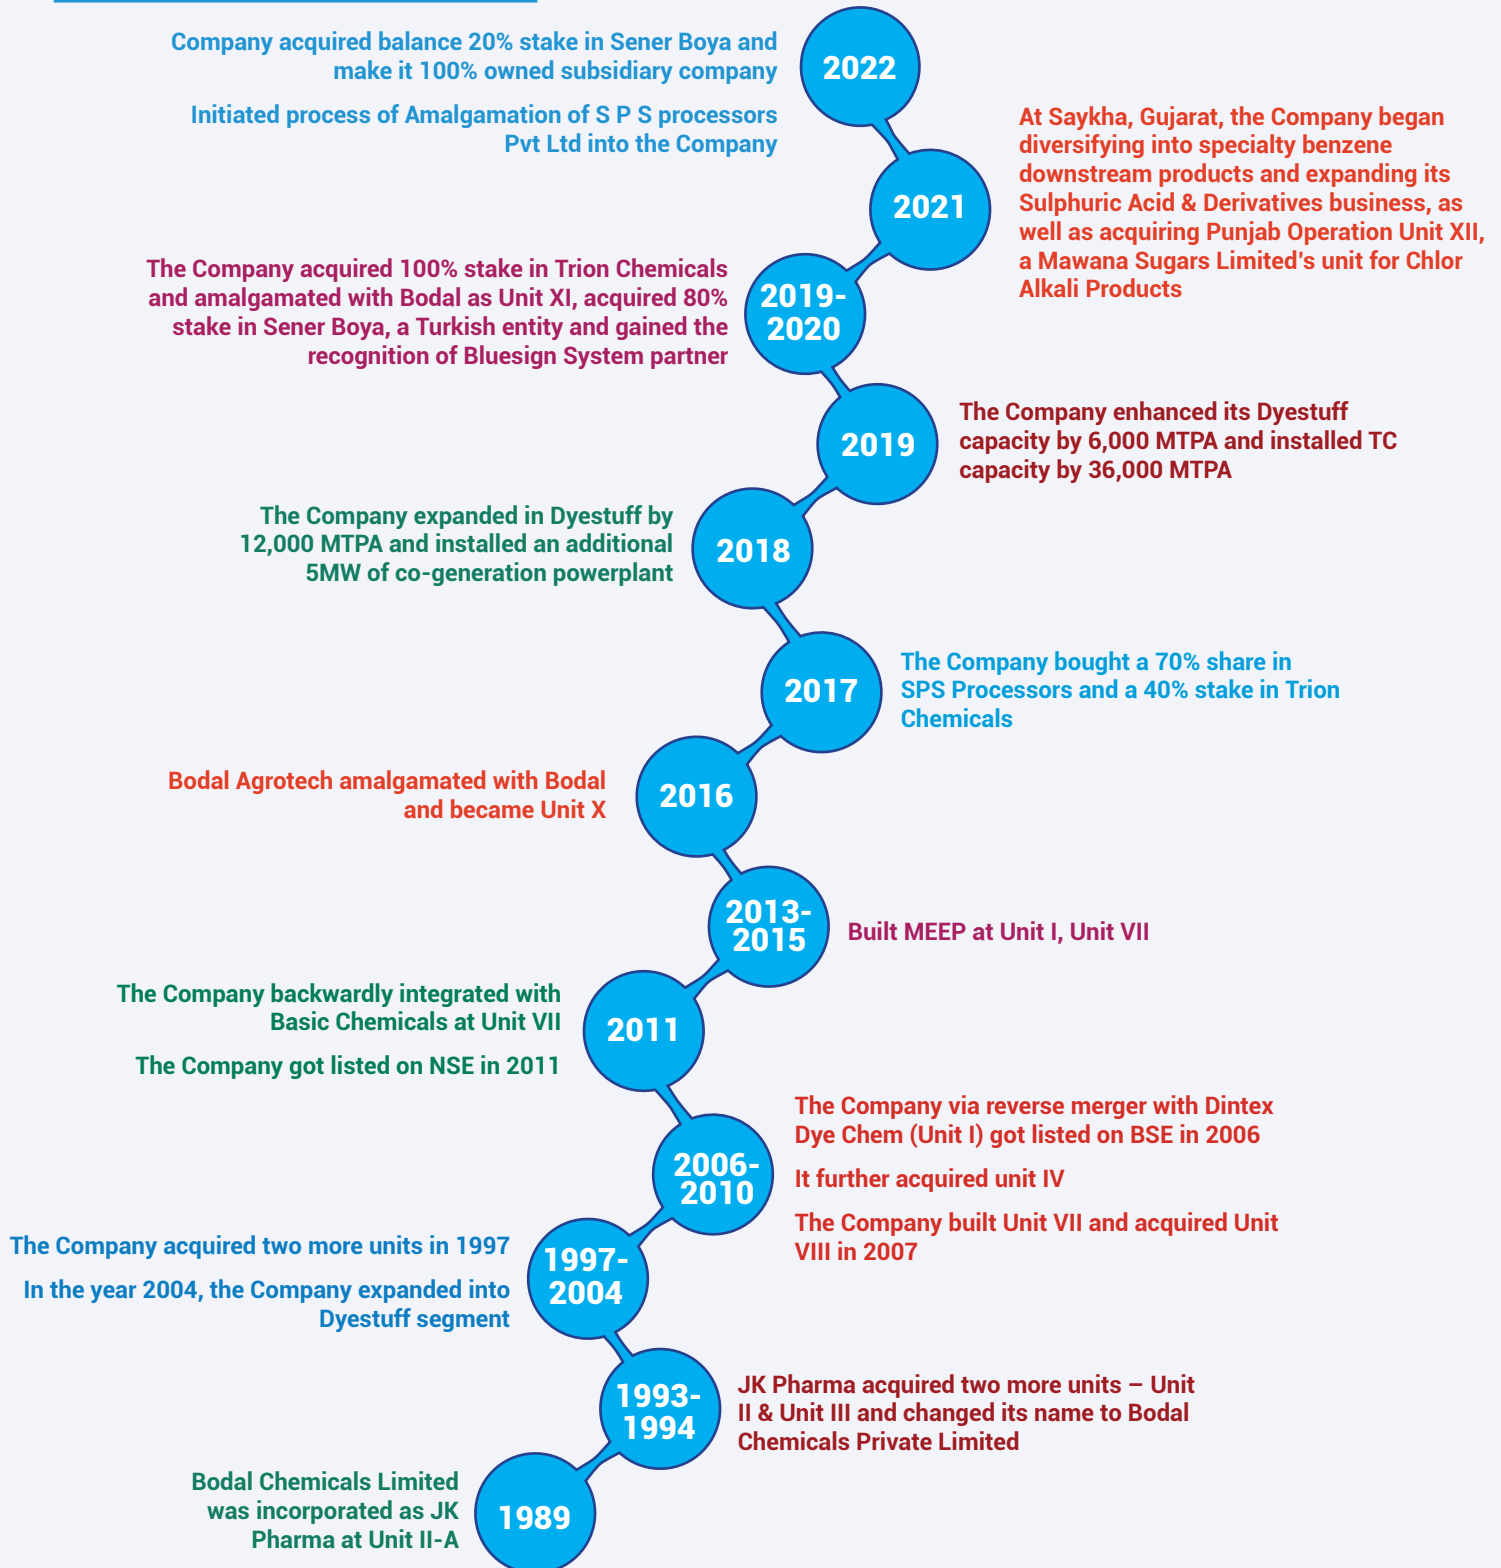 Company acquired balance 20% stake in Sener Boya and
make it 100% owned subsidiary company
Initiated process of Amalgamation of S P S processors
Pvt Ltd into the Company
2022
At Saykha, Gujarat, the Company began
diversifying into specialty benzene
downstream products and expanding its
Sulphuric Acid & Derivatives business, as
well as acquiring Punjab Operation Unit XII,
a Mawana Sugars Limited's unit for Chlor
Alkali Products
2021
The Company acquired 100% stake in Trion Chemicals
and amalgamated with Bodal as Unit XI, acquired 80%
stake in Sener Boya, a Turkish entity and gained the
recognition of Bluesign System partner
2019-
2020
2019
The Company enhanced its Dyestuff
capacity by 6,000 MTPA and installed TC
capacity by 36,000 MTPA
The Company expanded in Dyestuff by
12,000 MTPA and installed an additional
5MW of co-generation powerplant
2018
2017
The Company bought a 70% share in
SPS Processors and a 40% stake in Trion
Chemicals
Bodal Agrotech amalgamated with Bodal
and became Unit X
2016
2013-
2015
Built MEEP at Unit I, Unit VII
The Company backwardly integrated with
Basic Chemicals at Unit VII
The Company got listed on NSE in 2011
2011
2006-
2010
The Company via reverse merger with Dintex
Dye Chem (Unit I) got listed on BSE in 2006
It further acquired unit IV
The Company built Unit VII and acquired Unit
VIII in 2007
The Company acquired two more units in 1997
In the year 2004, the Company expanded into
Dyestuff segment
1997-
2004
1993-
1994
JK Pharma acquired two more units – Unit
II & Unit III and changed its name to Bodal
Chemicals Private Limited
Bodal Chemicals Limited
was incorporated as JK
Pharma at Unit II-A
1989